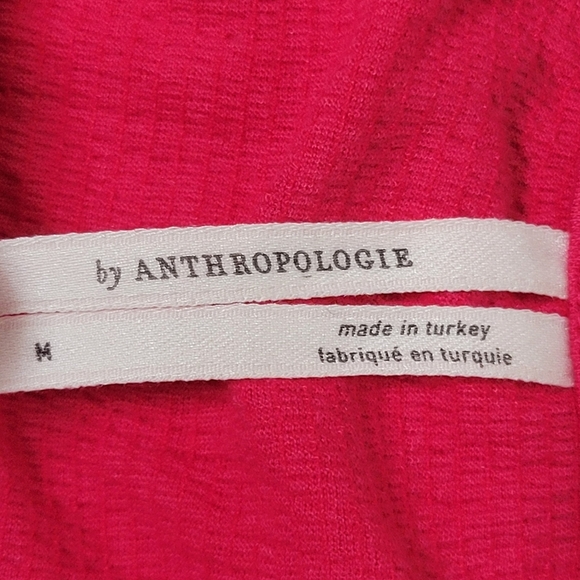 by ANTHROPOLOGIE
M
made in turkey
fabriqué en turquie